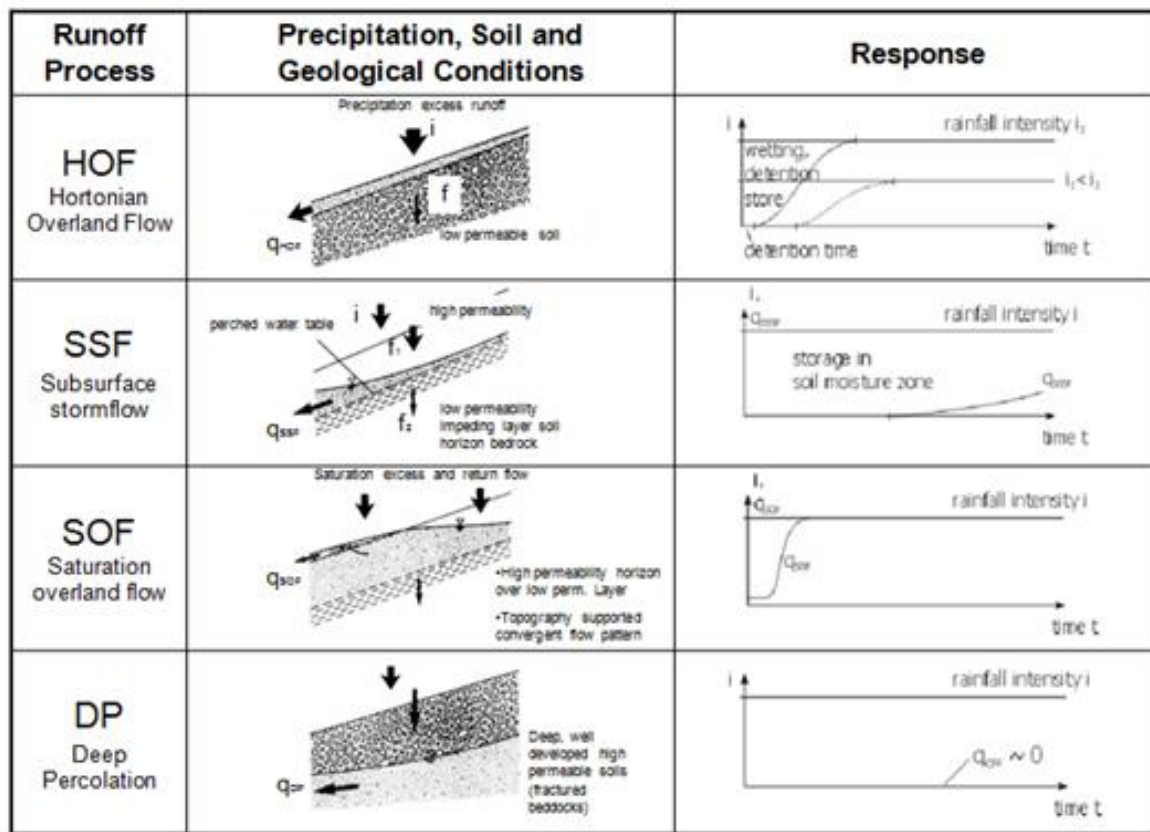 Runoff
Process
Precipitation, Soil and
Geological Conditions
Response
HOF
Hortonian
Overland Flow
Precipitation excess runoff
i
f
low permeable soil
i
rainfall intensity i₂
wetting,
detention
store
i₁ < i₂
detention time
time t
SSF
Subsurface
stormflow
i
high permeability
perched water table
f₁
f₂
low permeability
impeding layer soil
horizon bedrock
qSSF
rainfall intensity i
storage in
soil moisture zone
time t
SOF
Saturation
overland flow
Saturation excess and return flow
qSOF
•High permeability horizon
over low perm. Layer
•Topography supported
convergent flow pattern
rainfall intensity i
time t
DP
Deep
Percolation
Deep, well
developed high
permeable soils
(fractured
beddocks)
i
rainfall intensity i
~ 0
time t